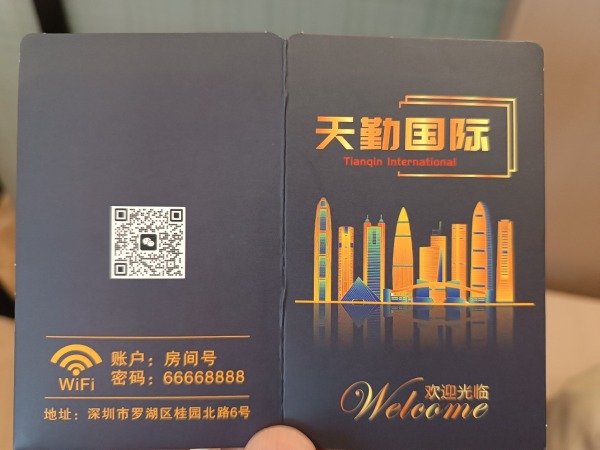 账户：房间号
WiFi 密码：66668888
地址：深圳市罗湖区桂园北路6号
天勤国际
Tianqin International
欢迎光临
Welcome